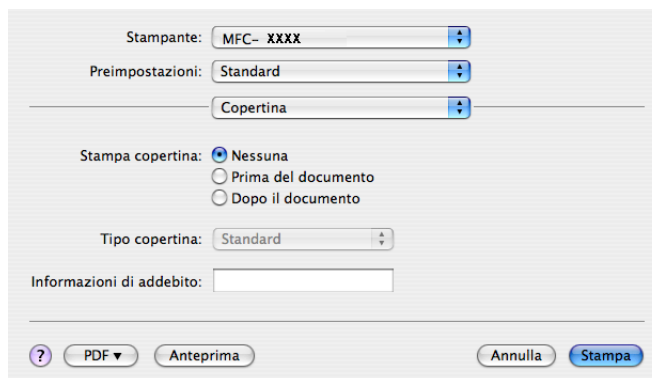 Stampante: MFC- XXXX
Preimpostazioni: Standard
Copertina
Stampa copertina: Nessuna
Prima del documento
Dopo il documento
Tipo copertina: Standard
Informazioni di addebito:
? PDF▼ Anteprima Annulla Stampa